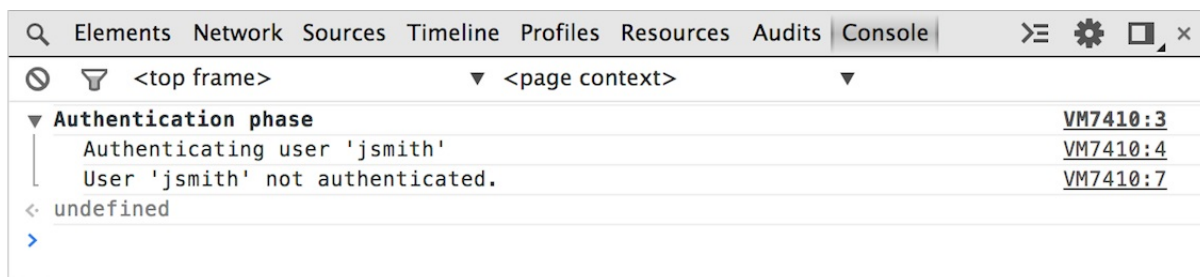 Elements Network Sources Timeline Profiles Resources Audits Console
<top frame> <page context>
Authentication phase VM7410:3
Authenticating user 'jsmith' VM7410:4
User 'jsmith' not authenticated. VM7410:7
undefined